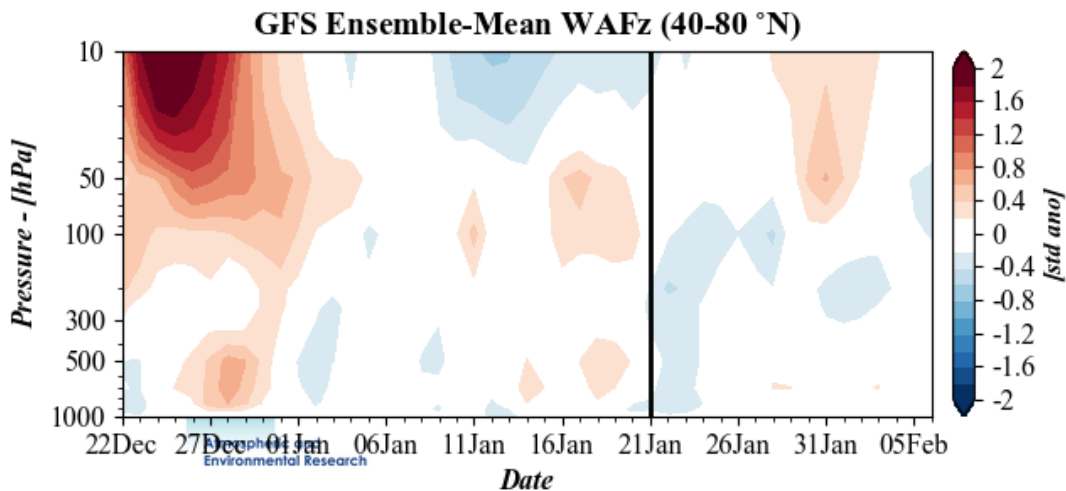 GFS Ensemble-Mean WAFz (40-80 °N)
10
50
100
300
500
1000
Pressure - [hPa]
22Dec 27Dec 01Jan 06Jan 11Jan 16Jan 21Jan 26Jan 31Jan 05Feb
Atmospheric and
Environmental Research
Date
2
1.6
1.2
0.8
0.4
0
-0.4
-0.8
-1.2
-1.6
-2
[std ano]